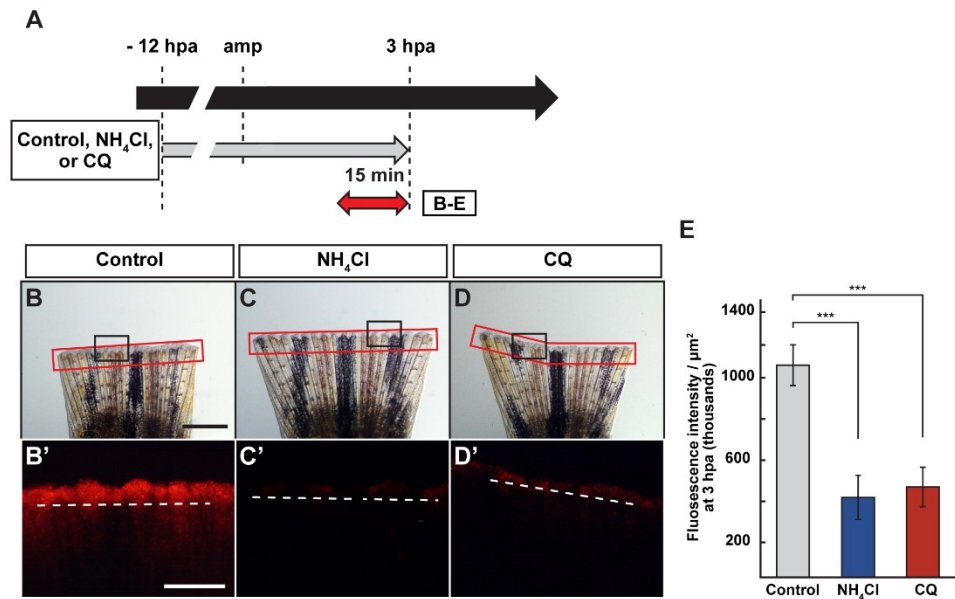 A
- 12 hpa amp 3 hpa
Control, NH₄Cl,
or CQ
15 min
B-E
Control NH₄Cl CQ
B C D
B' C' D'
E
Fluosescence intensity / µm²
at 3 hpa (thousands)
1400
1000
600
400
200
***
***
Control NH₄Cl CQ